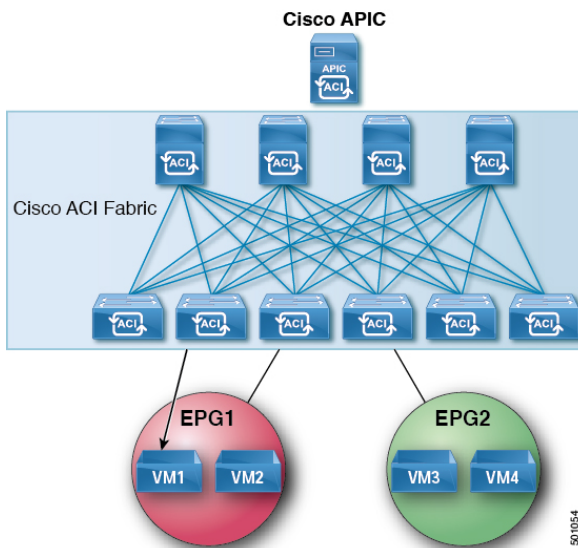 Cisco APIC
APIC
ACI
ACI
ACI
ACI
ACI
Cisco ACI Fabric
ACI
ACI
ACI
ACI
ACI
ACI
EPG1
EPG2
VM1
VM2
VM3
VM4
501054